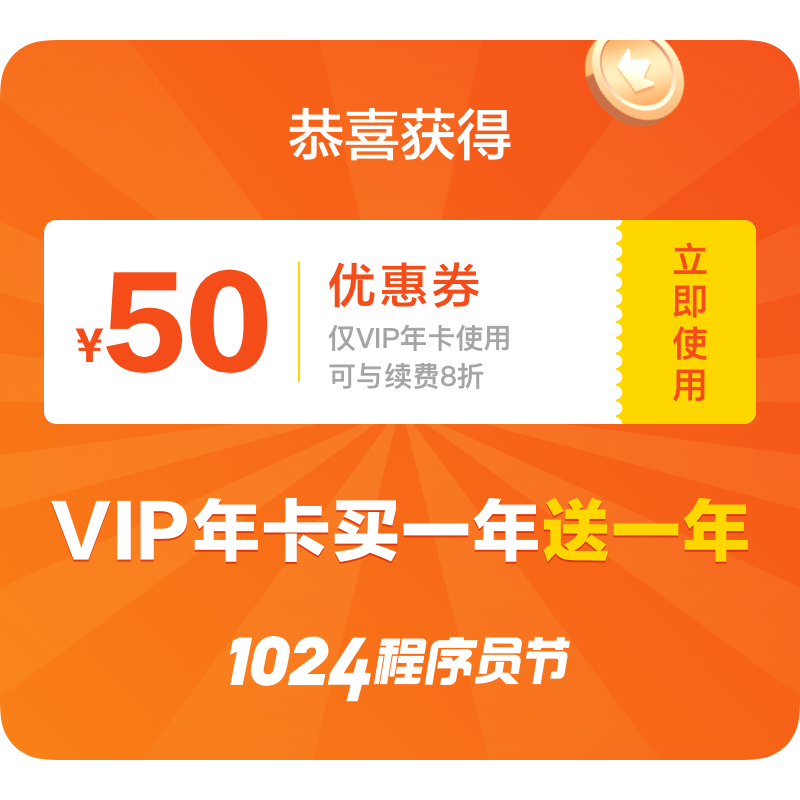 恭喜获得
¥50
优惠券
仅VIP年卡使用
可与续费8折
立即使用
VIP年卡买一年送一年
1024程序员节